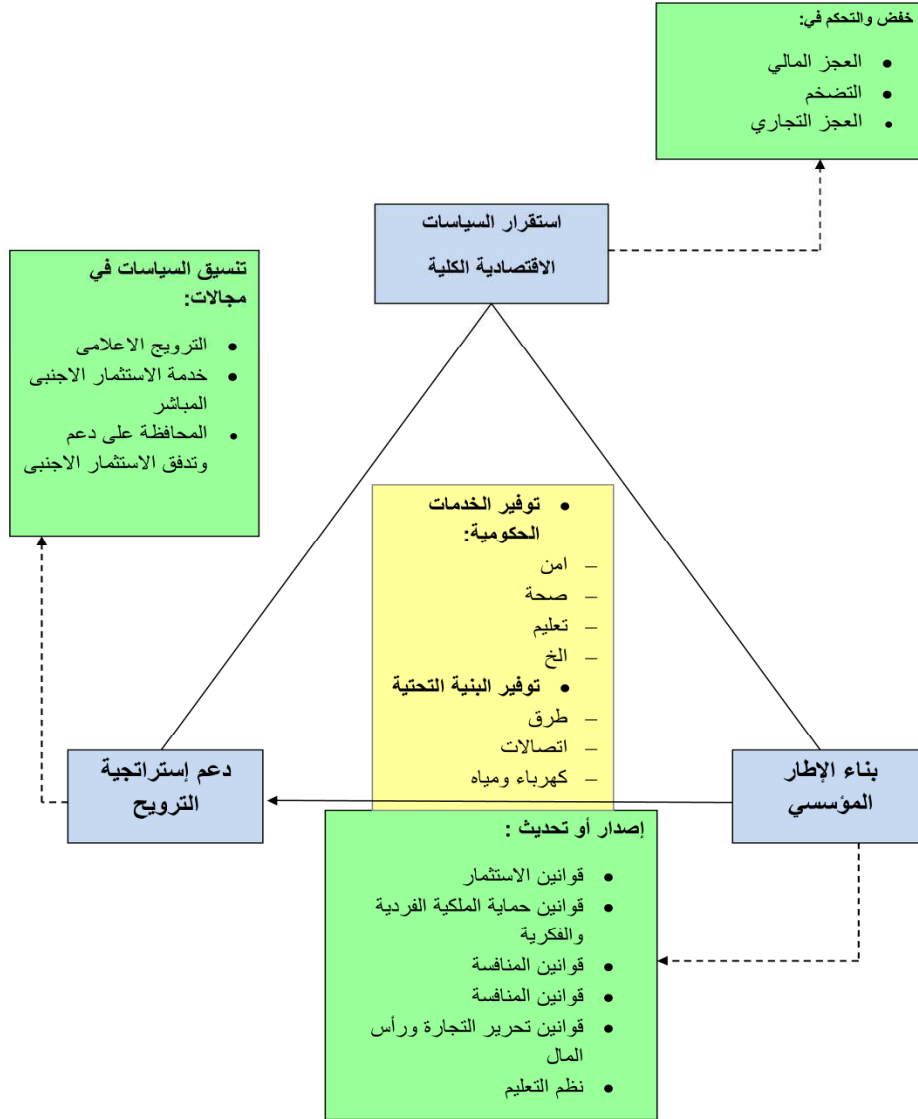 خفض والتحكم في:
• العجز المالي
• التضخم
• العجز التجاري
استقرار السياسات
الاقتصادية الكلية
تنسيق السياسات في
مجالات:
• الترويج الاعلامى
• خدمة الاستثمار الاجنبى
المباشر
• المحافظة على دعم
وتدفق الاستثمار الاجنبى
• توفير الخدمات
الحكومية:
– امن
– صحة
– تعليم
– الخ
• توفير البنية التحتية
– طرق
– اتصالات
– كهرباء ومياه
بناء الإطار
المؤسسي
دعم إستراتجية
الترويح
إصدار أو تحديث :
• قوانين الاستثمار
• قوانين حماية الملكية الفردية
والفكرية
• قوانين المنافسة
• قوانين المنافسة
• قوانين تحرير التجارة ورأس
المال
• نظم التعليم